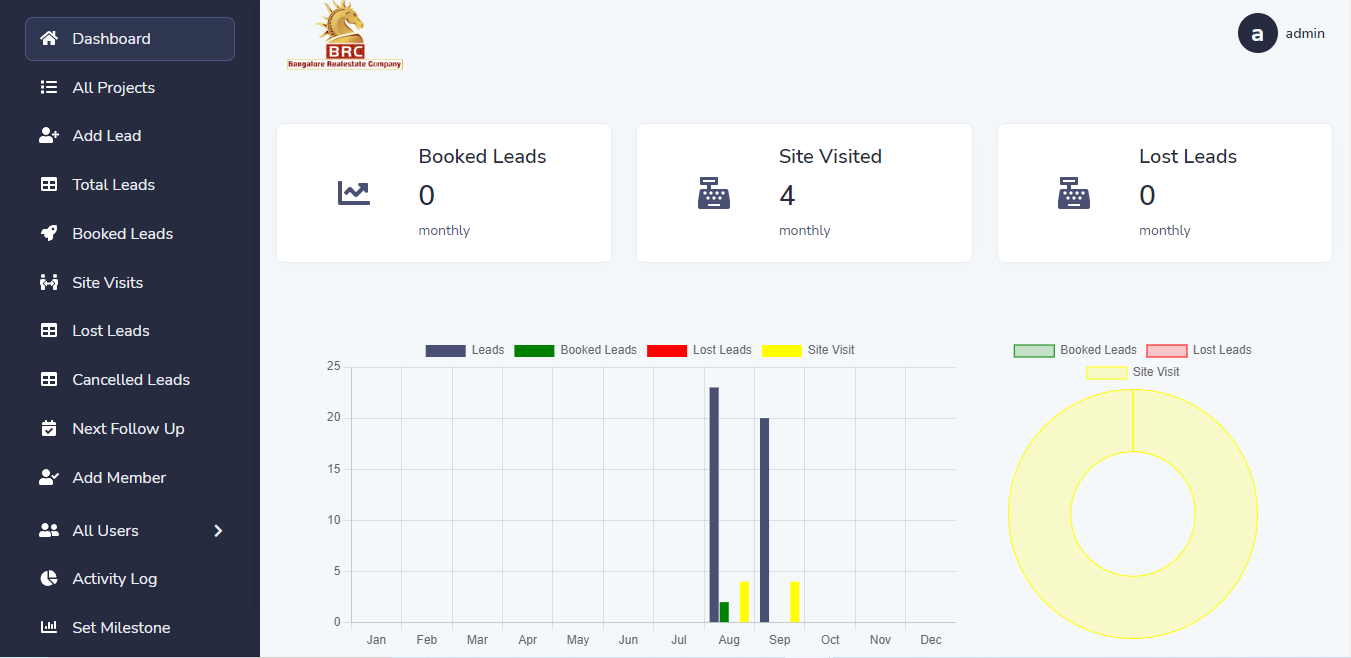 Dashboard
All Projects
Add Lead
Total Leads
Booked Leads
Site Visits
Lost Leads
Cancelled Leads
Next Follow Up
Add Member
All Users
Activity Log
Set Milestone
BRC
Bangalore Realestate Company
a admin
Booked Leads
0
monthly
Site Visited
4
monthly
Lost Leads
0
monthly
Leads Booked Leads Lost Leads Site Visit
25
20
15
10
5
0
Jan Feb Mar Apr May Jun Jul Aug Sep Oct Nov Dec
Booked Leads Lost Leads
Site Visit